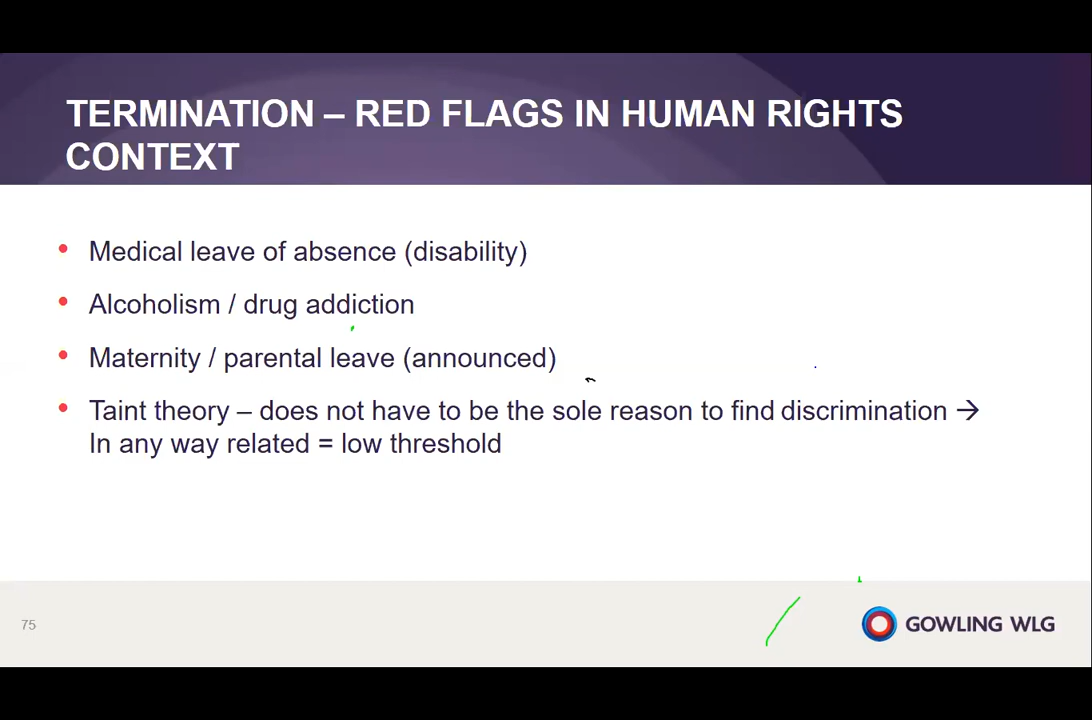 TERMINATION – RED FLAGS IN HUMAN RIGHTS
CONTEXT
• Medical leave of absence (disability)
• Alcoholism / drug addiction
• Maternity / parental leave (announced)
• Taint theory – does not have to be the sole reason to find discrimination →
In any way related = low threshold
75
GOWLING WLG